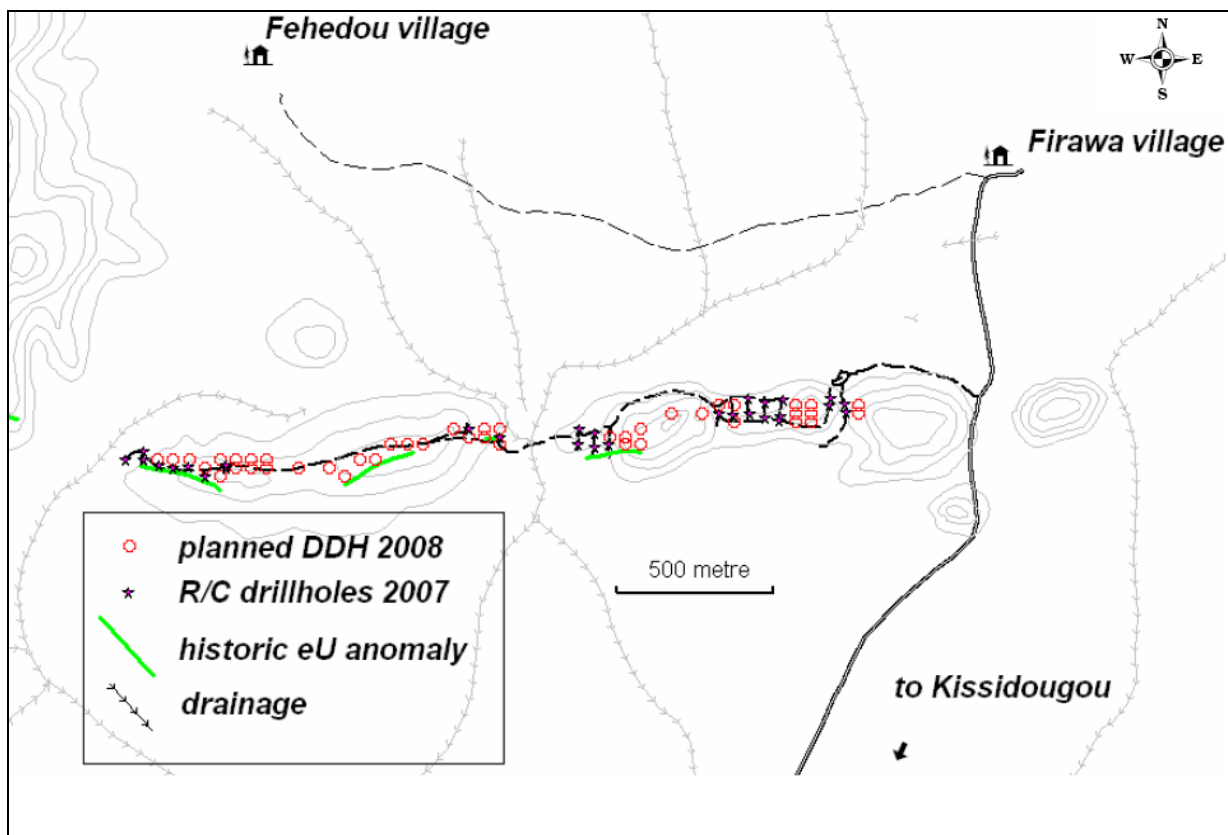 Fehedou village
N
W E
S
Firawa village
500 metre
planned DDH 2008
R/C drillholes 2007
historic eU anomaly
drainage
to Kissidougou